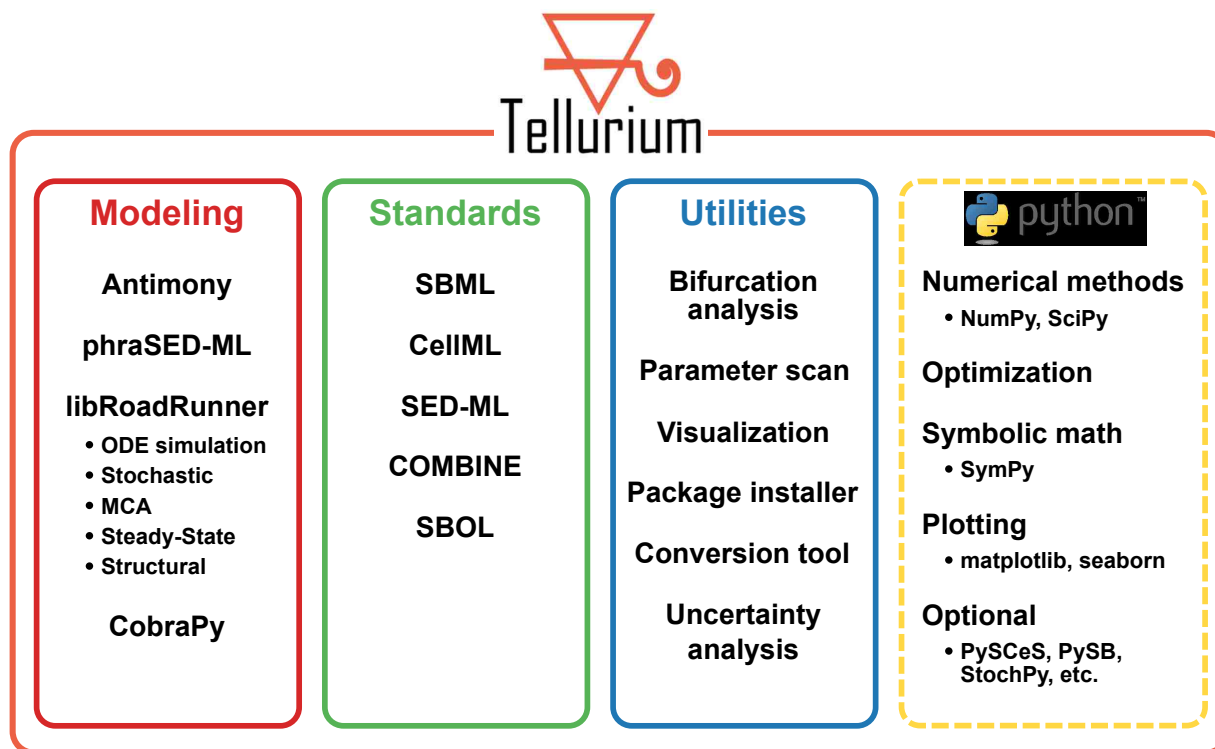 Tellurium
Modeling
Antimony
phraSED-ML
libRoadRunner
• ODE simulation
• Stochastic
• MCA
• Steady-State
• Structural
CobraPy
Standards
SBML
CellML
SED-ML
COMBINE
SBOL
Utilities
Bifurcation
analysis
Parameter scan
Visualization
Package installer
Conversion tool
Uncertainty
analysis
python™
Numerical methods
• NumPy, SciPy
Optimization
Symbolic math
• SymPy
Plotting
• matplotlib, seaborn
Optional
• PySCeS, PySB,
StochPy, etc.